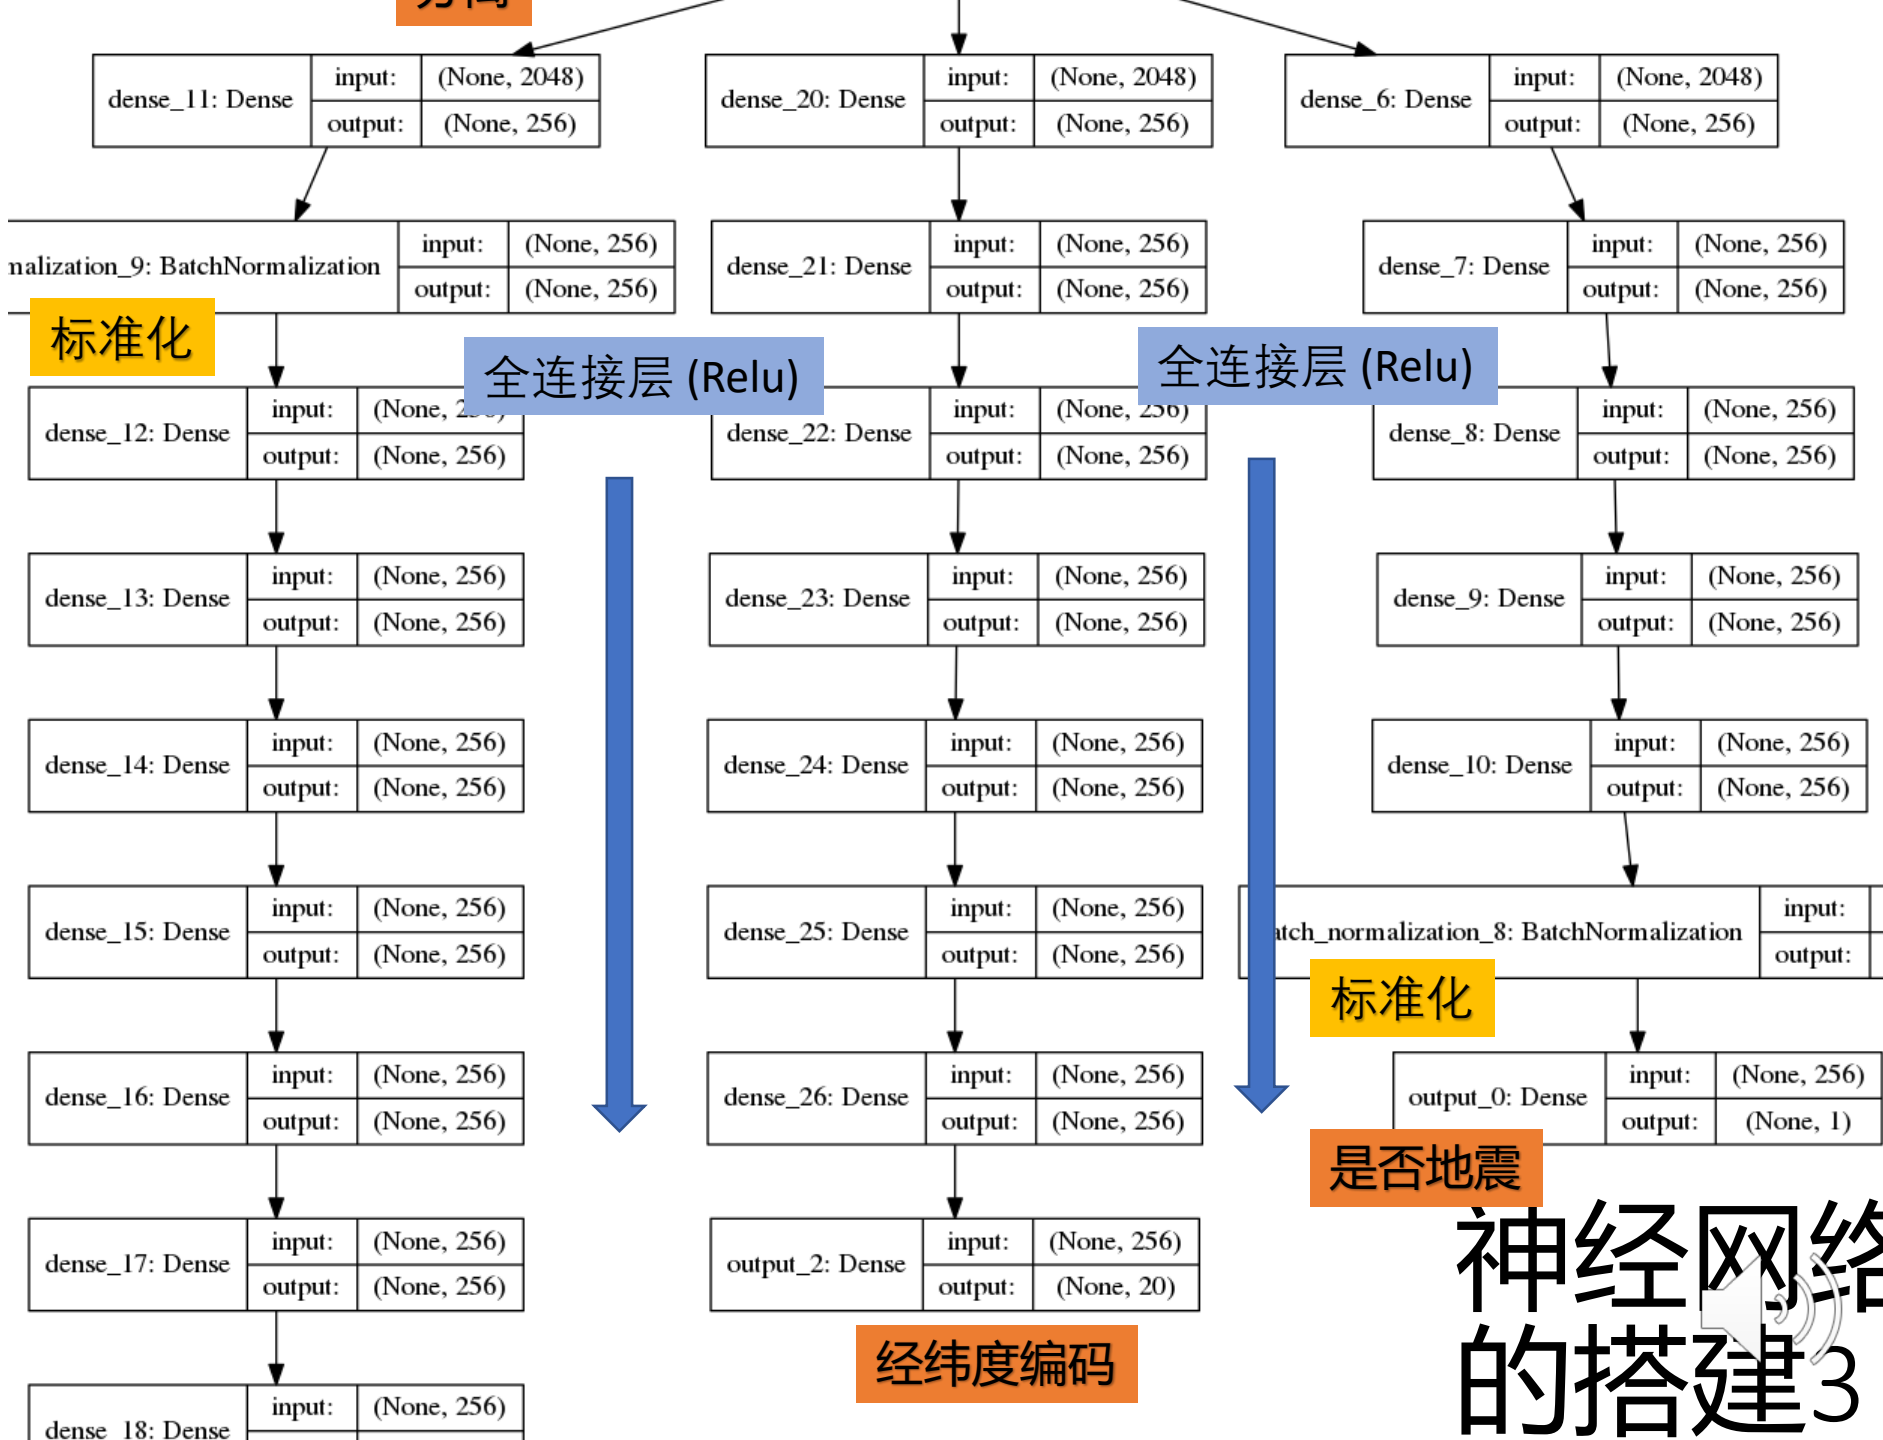 dense_11: Dense
input:
(None, 2048)
output:
(None, 256)
dense_20: Dense
input:
(None, 2048)
output:
(None, 256)
dense_6: Dense
input:
(None, 2048)
output:
(None, 256)
malization_9: BatchNormalization
input:
(None, 256)
output:
(None, 256)
标准化
dense_21: Dense
input:
(None, 256)
output:
(None, 256)
dense_7: Dense
input:
(None, 256)
output:
(None, 256)
全连接层 (Relu)
全连接层 (Relu)
dense_12: Dense
input:
(None, 256)
output:
(None, 256)
dense_22: Dense
input:
(None, 256)
output:
(None, 256)
dense_8: Dense
input:
(None, 256)
output:
(None, 256)
dense_13: Dense
input:
(None, 256)
output:
(None, 256)
dense_23: Dense
input:
(None, 256)
output:
(None, 256)
dense_9: Dense
input:
(None, 256)
output:
(None, 256)
dense_14: Dense
input:
(None, 256)
output:
(None, 256)
dense_24: Dense
input:
(None, 256)
output:
(None, 256)
dense_10: Dense
input:
(None, 256)
output:
(None, 256)
dense_15: Dense
input:
(None, 256)
output:
(None, 256)
dense_25: Dense
input:
(None, 256)
output:
(None, 256)
atch_normalization_8: BatchNormalization
input:
output:
标准化
dense_16: Dense
input:
(None, 256)
output:
(None, 256)
dense_26: Dense
input:
(None, 256)
output:
(None, 256)
output_0: Dense
input:
(None, 256)
output:
(None, 1)
是否地震
dense_17: Dense
input:
(None, 256)
output:
(None, 256)
output_2: Dense
input:
(None, 256)
output:
(None, 20)
经纬度编码
dense_18: Dense
input:
(None, 256)
神经网络
的搭建3